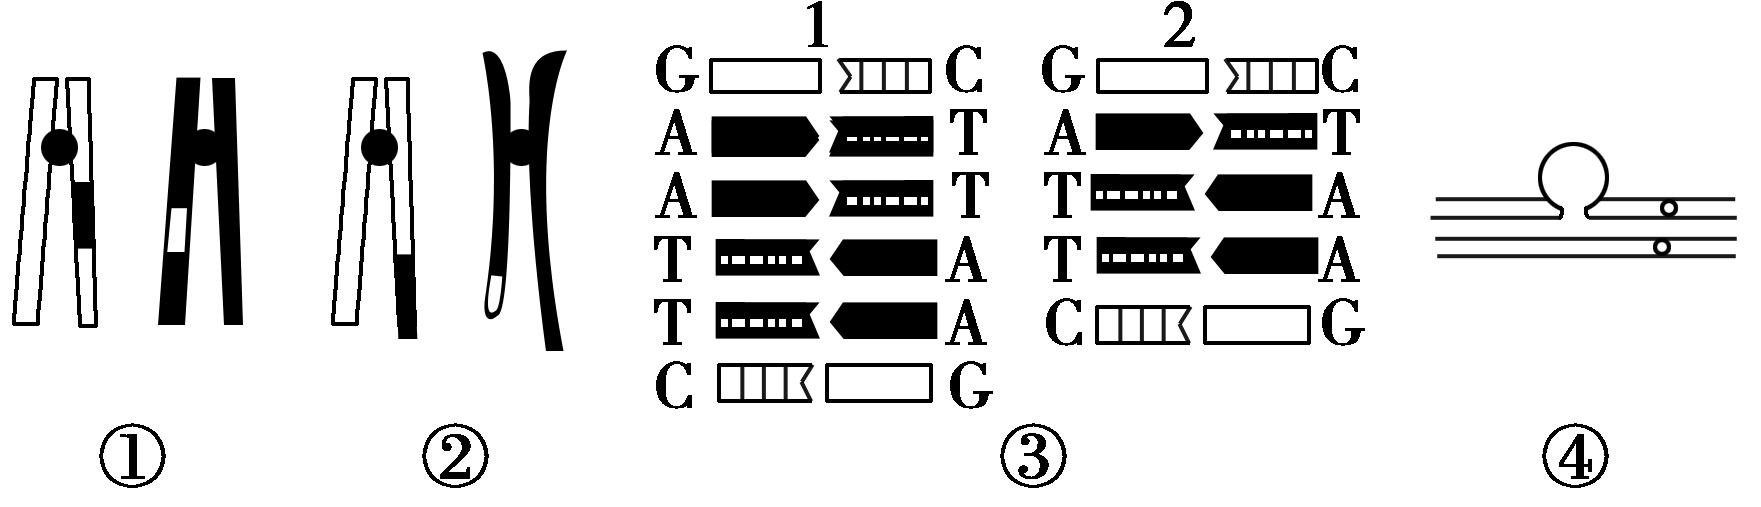 1 2
G C G C
A T A T
A T T A
T A T A
T A C G
C G
① ② ③ ④